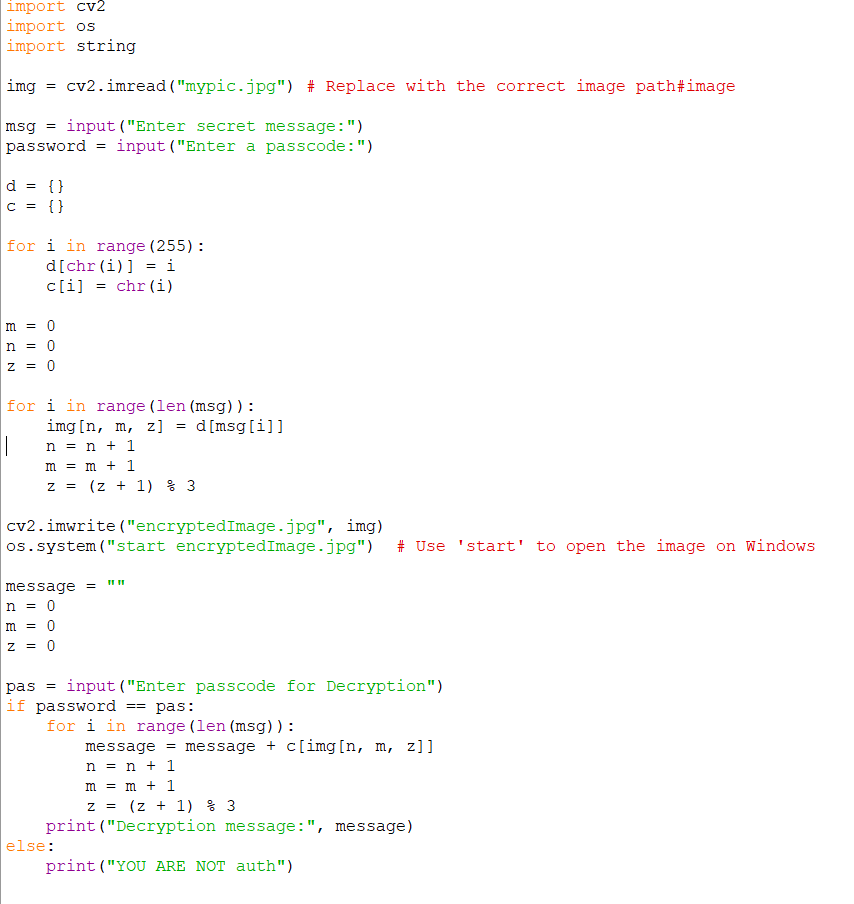 import cv2
import os
import string
img = cv2.imread("mypic.jpg") # Replace with the correct image path#image
msg = input("Enter secret message:")
password = input("Enter a passcode:")
d = {}
c = {}
for i in range(255):
    d[chr(i)] = i
    c[i] = chr(i)
m = 0
n = 0
z = 0
for i in range(len(msg)):
    img[n, m, z] = d[msg[i]]
    n = n + 1
    m = m + 1
    z = (z + 1) % 3
cv2.imwrite("encryptedImage.jpg", img)
os.system("start encryptedImage.jpg")  # Use 'start' to open the image on Windows
message = ""
n = 0
m = 0
z = 0
pas = input("Enter passcode for Decryption")
if password == pas:
    for i in range(len(msg)):
        message = message + c[img[n, m, z]]
        n = n + 1
        m = m + 1
        z = (z + 1) % 3
    print("Decryption message:", message)
else:
    print("YOU ARE NOT auth")